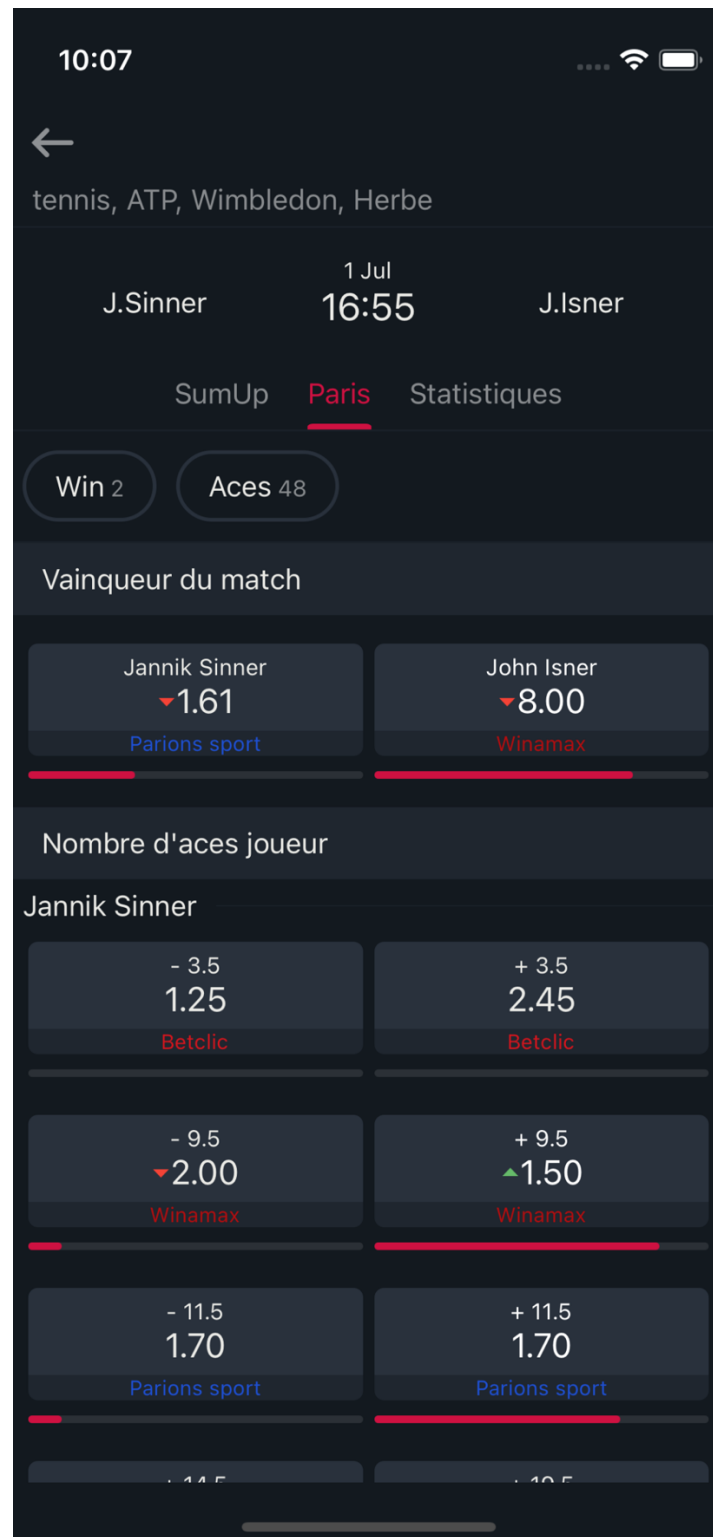 10:07
tennis, ATP, Wimbledon, Herbe
1 Jul
J.Sinner 16:55 J.Isner
SumUp Paris Statistiques
Win 2 Aces 48
Vainqueur du match
Jannik Sinner John Isner
1.61 8.00
Parions sport Winamax
Nombre d'aces joueur
Jannik Sinner
- 3.5 + 3.5
1.25 2.45
Betclic Betclic
- 9.5 + 9.5
2.00 1.50
Winamax Winamax
- 11.5 + 11.5
1.70 1.70
Parions sport Parions sport